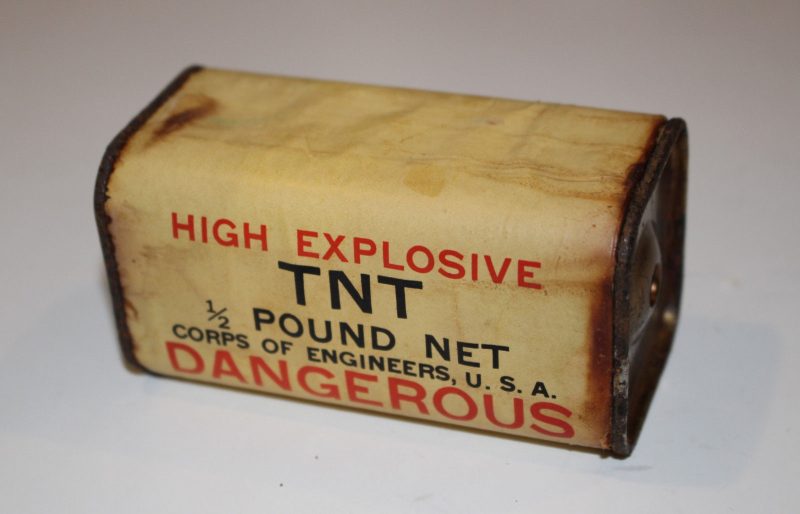 HIGH EXPLOSIVE
TNT
½ POUND NET
CORPS OF ENGINEERS, U. S. A.
DANGEROUS